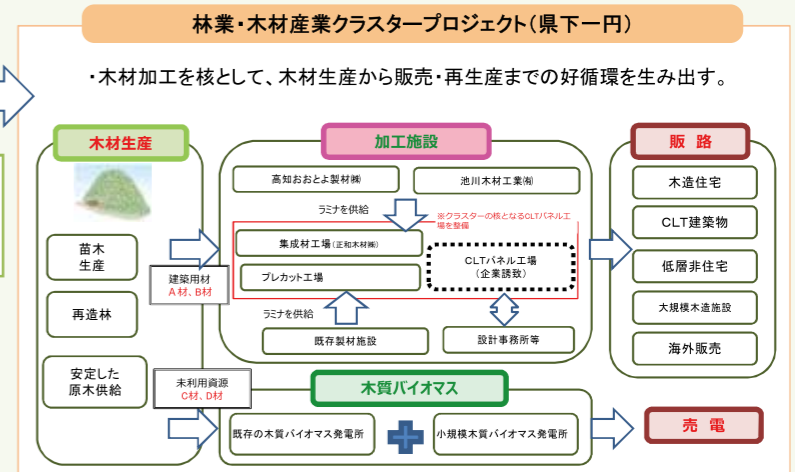 林業・木材産業クラスタープロジェクト（県下一円）
・木材加工を核として、木材生産から販売・再生産までの好循環を生み出す。
木材生産
苗木
生産
再造林
安定した
原木供給
建築用材
A材、B材
未利用資源
C材、D材
加工施設
高知おおとよ製材㈱
池川木材工業㈲
ラミナを供給
※クラスターの核となるCLTパネル工
場を整備
集成材工場（正和木材㈱）
プレカット工場
CLTパネル工場
（企業誘致）
ラミナを供給
既存製材施設
設計事務所等
木質バイオマス
既存の木質バイオマス発電所
小規模木質バイオマス発電所
販 路
木造住宅
CLT建築物
低層非住宅
大規模木造施設
海外販売
売 電